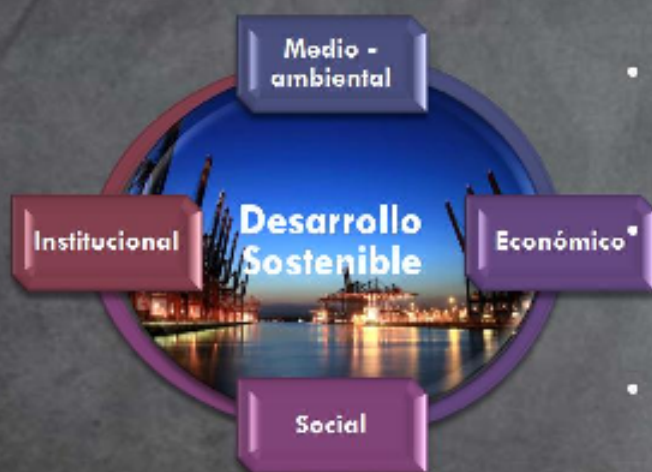 Medio -
ambiental
Institucional
Desarrollo
Sostenible
Económico
Social